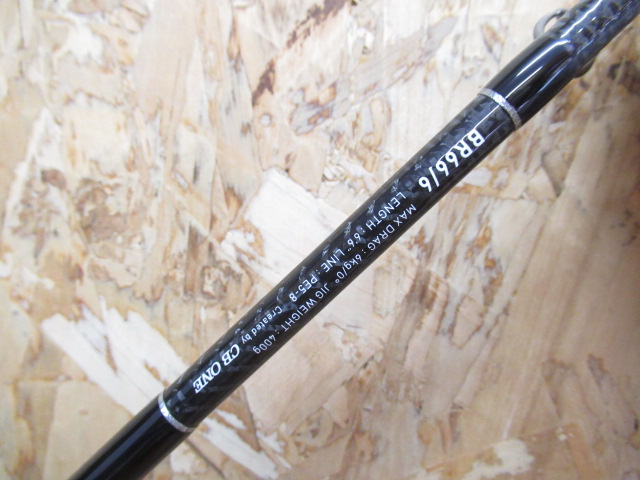 BR66/6
LENGTH : 6'6" LINE : PE5-8 Created by CB ONE
MAX DRAG : 6kg/0° JIG WEIGHT : 400g